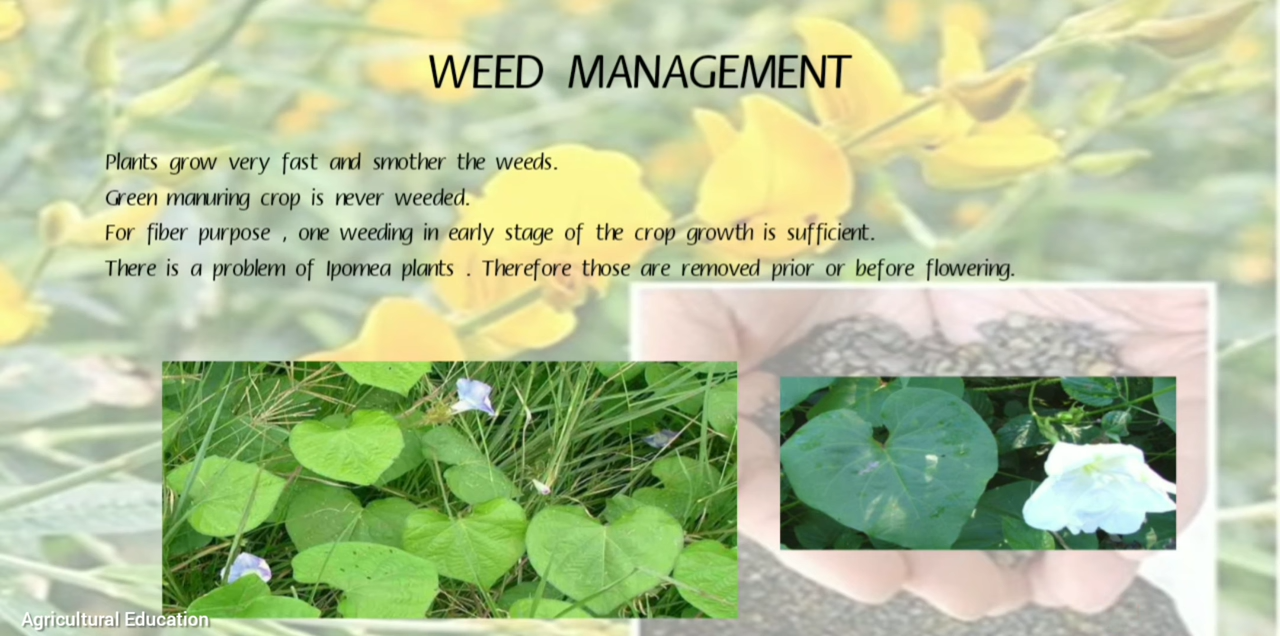 WEED MANAGEMENT
Plants grow very fast and smother the weeds.
Green manuring crop is never weeded.
For fiber purpose , one weeding in early stage of the crop growth is sufficient.
There is a problem of Ipomea plants . Therefore those are removed prior or before flowering.
Agricultural Education